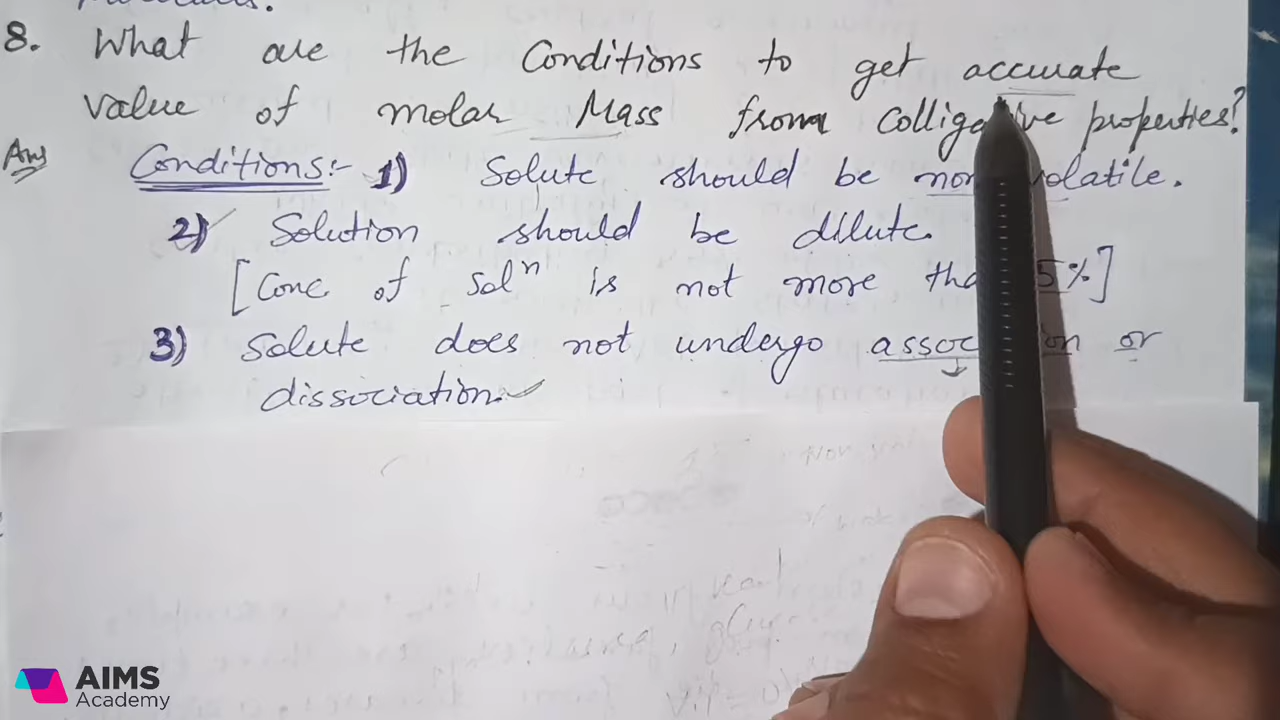 8. What are the Conditions to get accurate
value of molar Mass from colligative properties?
Ans Conditions:- 1) Solute should be non volatile.
2) Solution should be dilute.
[Conc of solⁿ is not more than 5%]
3) Solute does not undergo association or
dissociation.
AIMS
Academy